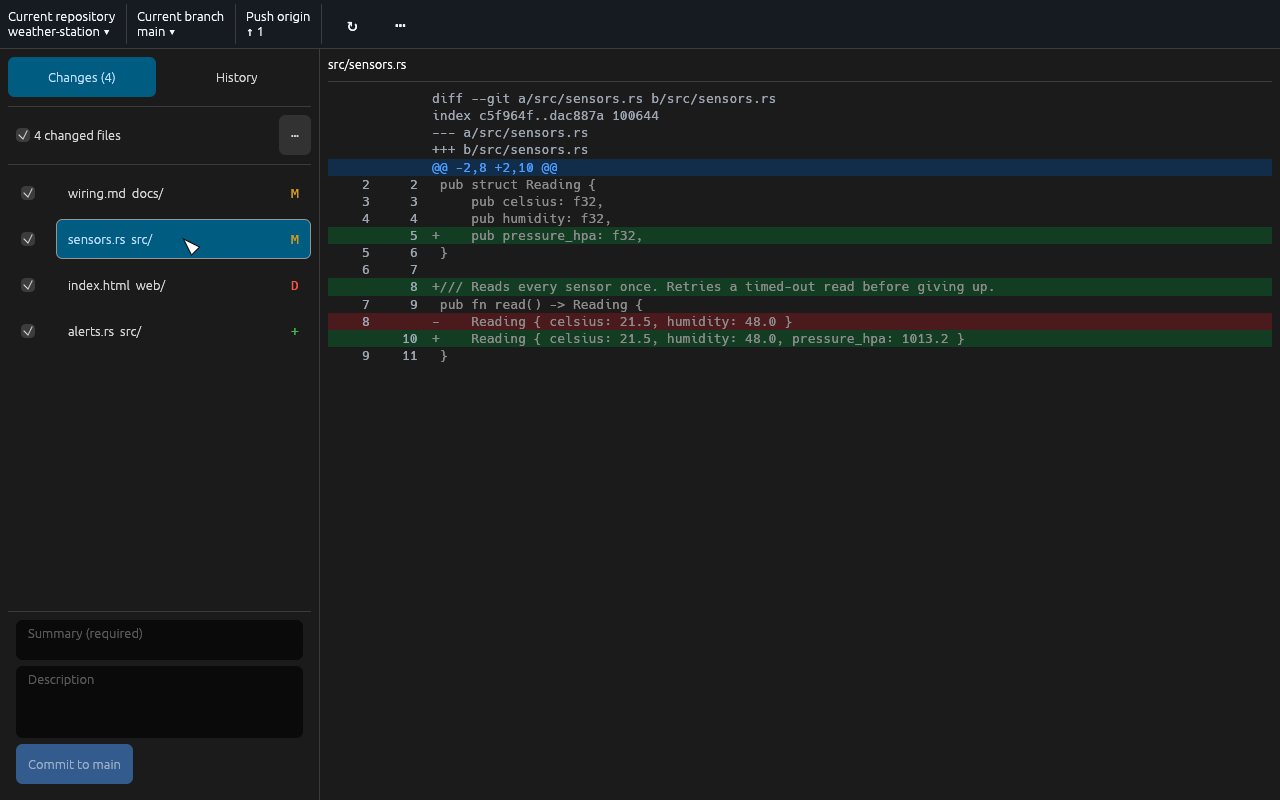 Current repository
weather-station ▾
Current branch
main ▾
Push origin
↑ 1
↻
⋯
Changes (4)
History
4 changed files
⋯
wiring.md docs/ M
sensors.rs src/ M
index.html web/ D
alerts.rs src/ +
Summary (required)
Description
Commit to main
src/sensors.rs
diff --git a/src/sensors.rs b/src/sensors.rs
index c5f964f..dac887a 100644
--- a/src/sensors.rs
+++ b/src/sensors.rs
@@ -2,8 +2,10 @@
2 2 pub struct Reading {
3 3 pub celsius: f32,
4 4 pub humidity: f32,
5 + pub pressure_hpa: f32,
5 6 }
6 7
8 +/// Reads every sensor once. Retries a timed-out read before giving up.
7 9 pub fn read() -> Reading {
8 - Reading { celsius: 21.5, humidity: 48.0 }
10 + Reading { celsius: 21.5, humidity: 48.0, pressure_hpa: 1013.2 }
9 11 }